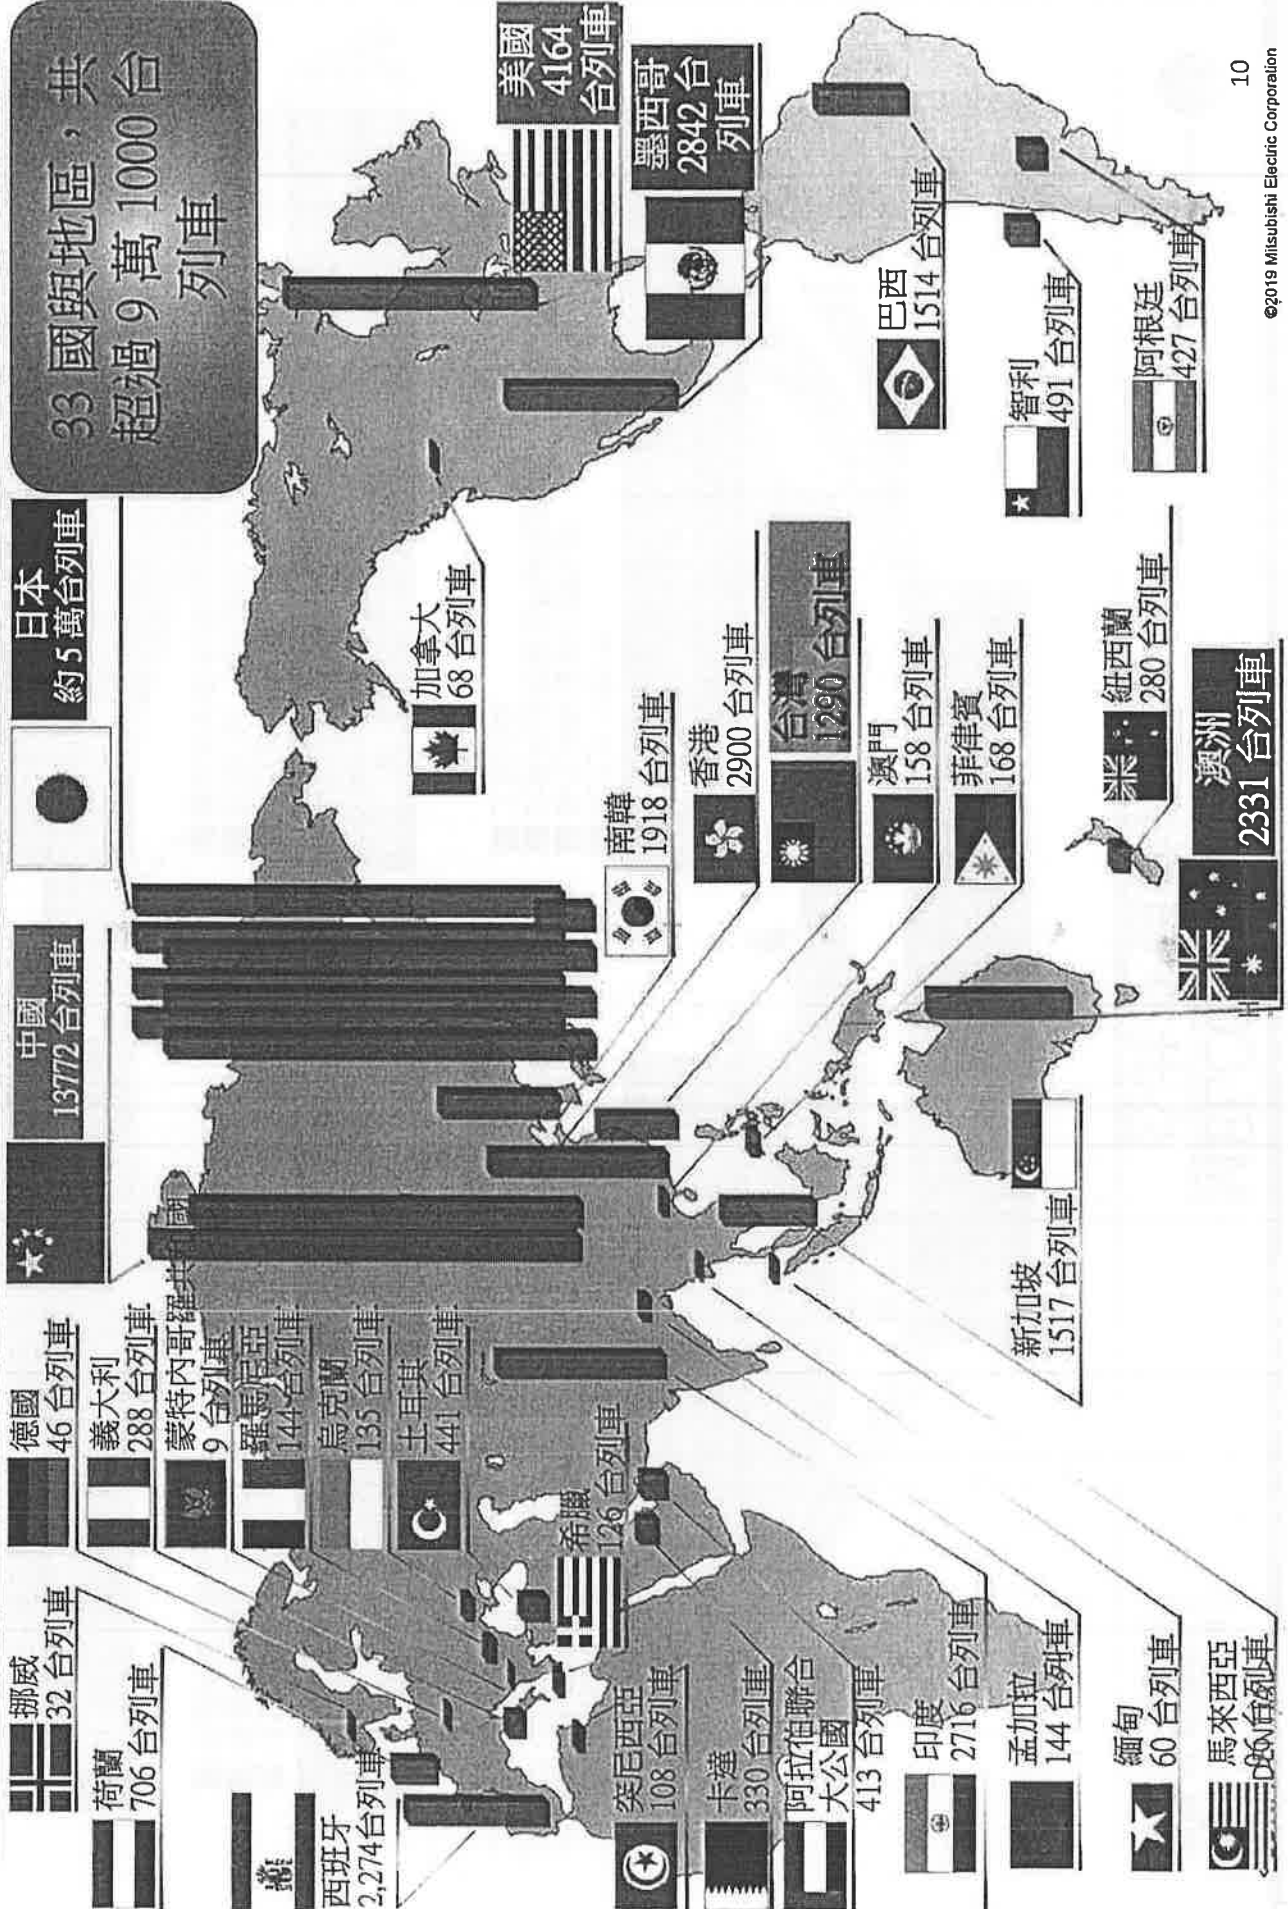 33 國與地區，共
超過 9 萬 1000 台
列車
日本
約 5 萬台列車
中國
13772 台列車
德國
46 台列車
義大利
288 台列車
蒙特內哥羅共和國
9 台列車
羅馬尼亞
144 台列車
烏克蘭
135 台列車
土耳其
441 台列車
希臘
126 台列車
挪威
32 台列車
荷蘭
706 台列車
西班牙
2,274台列車
突尼西亞
108 台列車
卡達
330 台列車
阿拉伯聯合
大公國
413 台列車
印度
2716 台列車
孟加拉
144 台列車
緬甸
60 台列車
馬來西亞
新加坡
1517 台列車
加拿大
68 台列車
南韓
1918 台列車
香港
2900 台列車
台灣
1290 台列車
澳門
158 台列車
菲律賓
168 台列車
紐西蘭
280 台列車
澳洲
2331 台列車
美國
4164
台列車
墨西哥
2842 台
列車
巴西
1514 台列車
智利
491 台列車
阿根廷
427 台列車
10
©2019 Mitsubishi Electric Corporation